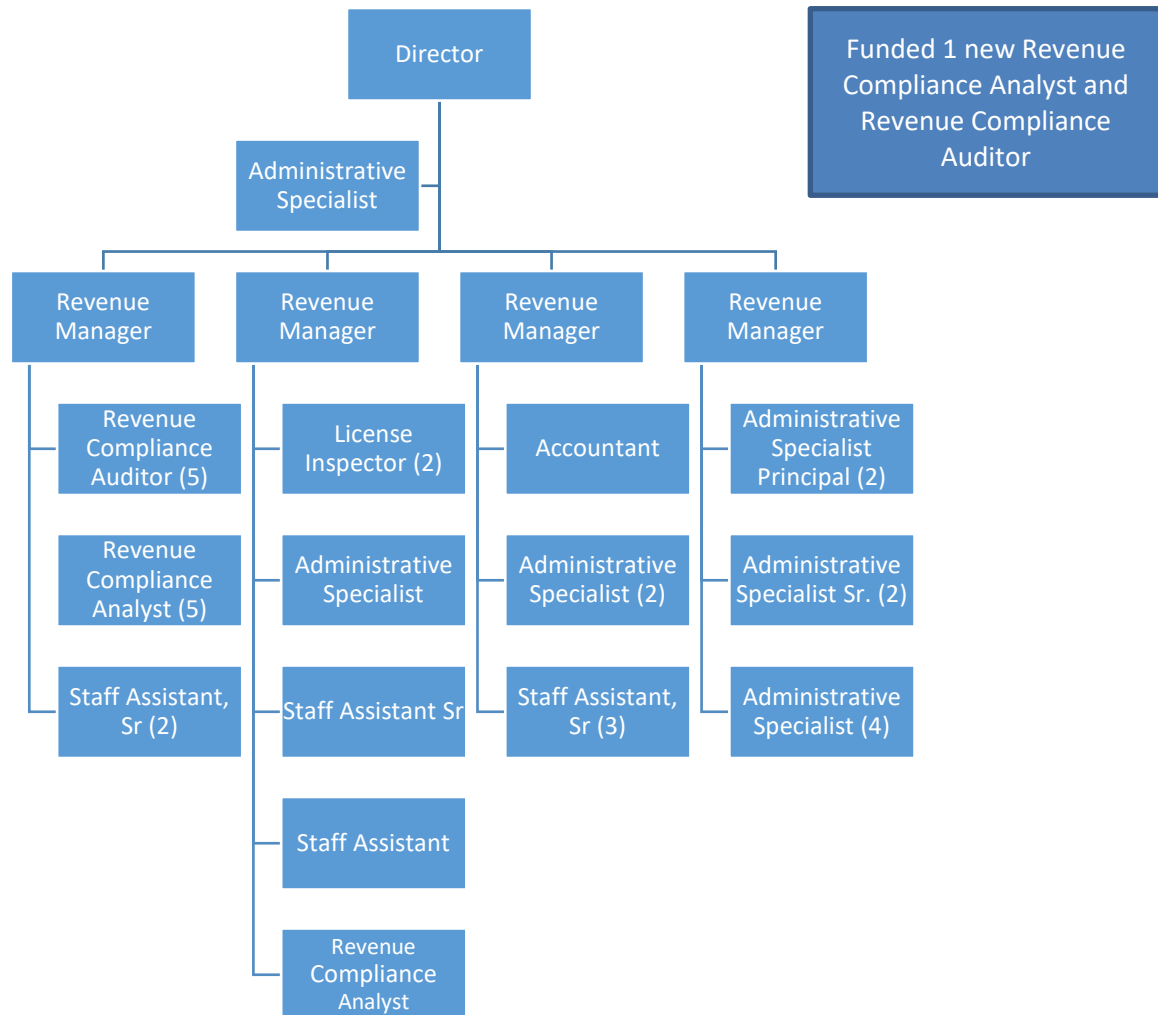 Director
Funded 1 new Revenue
Compliance Analyst and
Revenue Compliance
Auditor
Administrative
Specialist
Revenue
Manager
Revenue
Manager
Revenue
Manager
Revenue
Manager
Revenue
Compliance
Auditor (5)
License
Inspector (2)
Accountant
Administrative
Specialist
Principal (2)
Revenue
Compliance
Analyst (5)
Administrative
Specialist
Administrative
Specialist (2)
Administrative
Specialist Sr. (2)
Staff Assistant,
Sr (2)
Staff Assistant Sr
Staff Assistant,
Sr (3)
Administrative
Specialist (4)
Staff Assistant
Revenue
Compliance
Analyst